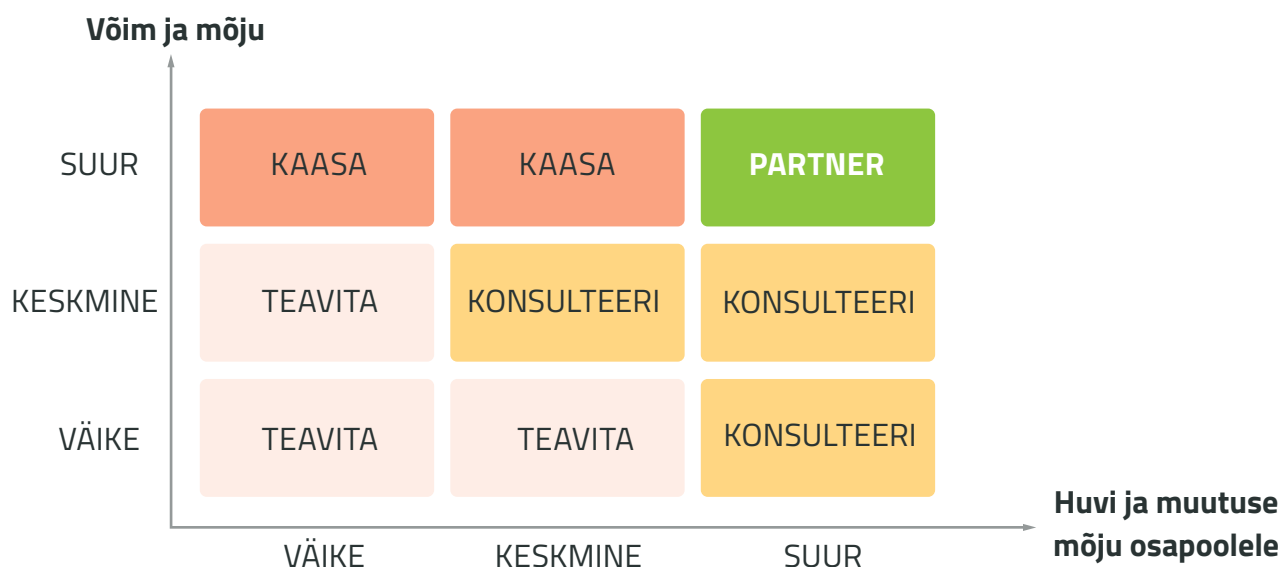 Võim ja mõju
SUUR
KAASA
KAASA
PARTNER
KESKMINE
TEAVITA
KONSULTEERI
KONSULTEERI
VÄIKE
TEAVITA
TEAVITA
KONSULTEERI
VÄIKE
KESKMINE
SUUR
Huvi ja muutuse
mõju osapoolele